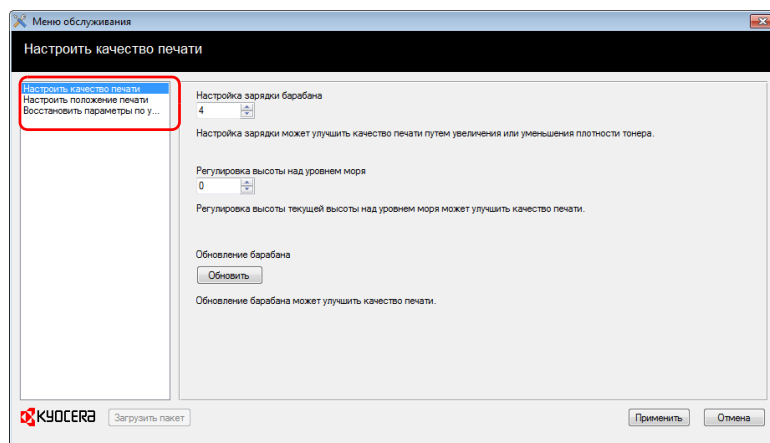 Меню обслуживания
Настроить качество печати
Настроить качество печати
Настроить положение печати
Восстановить параметры по у...
Настройка зарядки барабана
4
Настройка зарядки может улучшить качество печати путем увеличения или уменьшения плотности тонера.
Регулировка высоты над уровнем моря
0
Регулировка высоты текущей высоты над уровнем моря может улучшить качество печати.
Обновление барабана
Обновить
Обновление барабана может улучшить качество печати.
KYOCERA
Загрузить пакет
Применить
Отмена